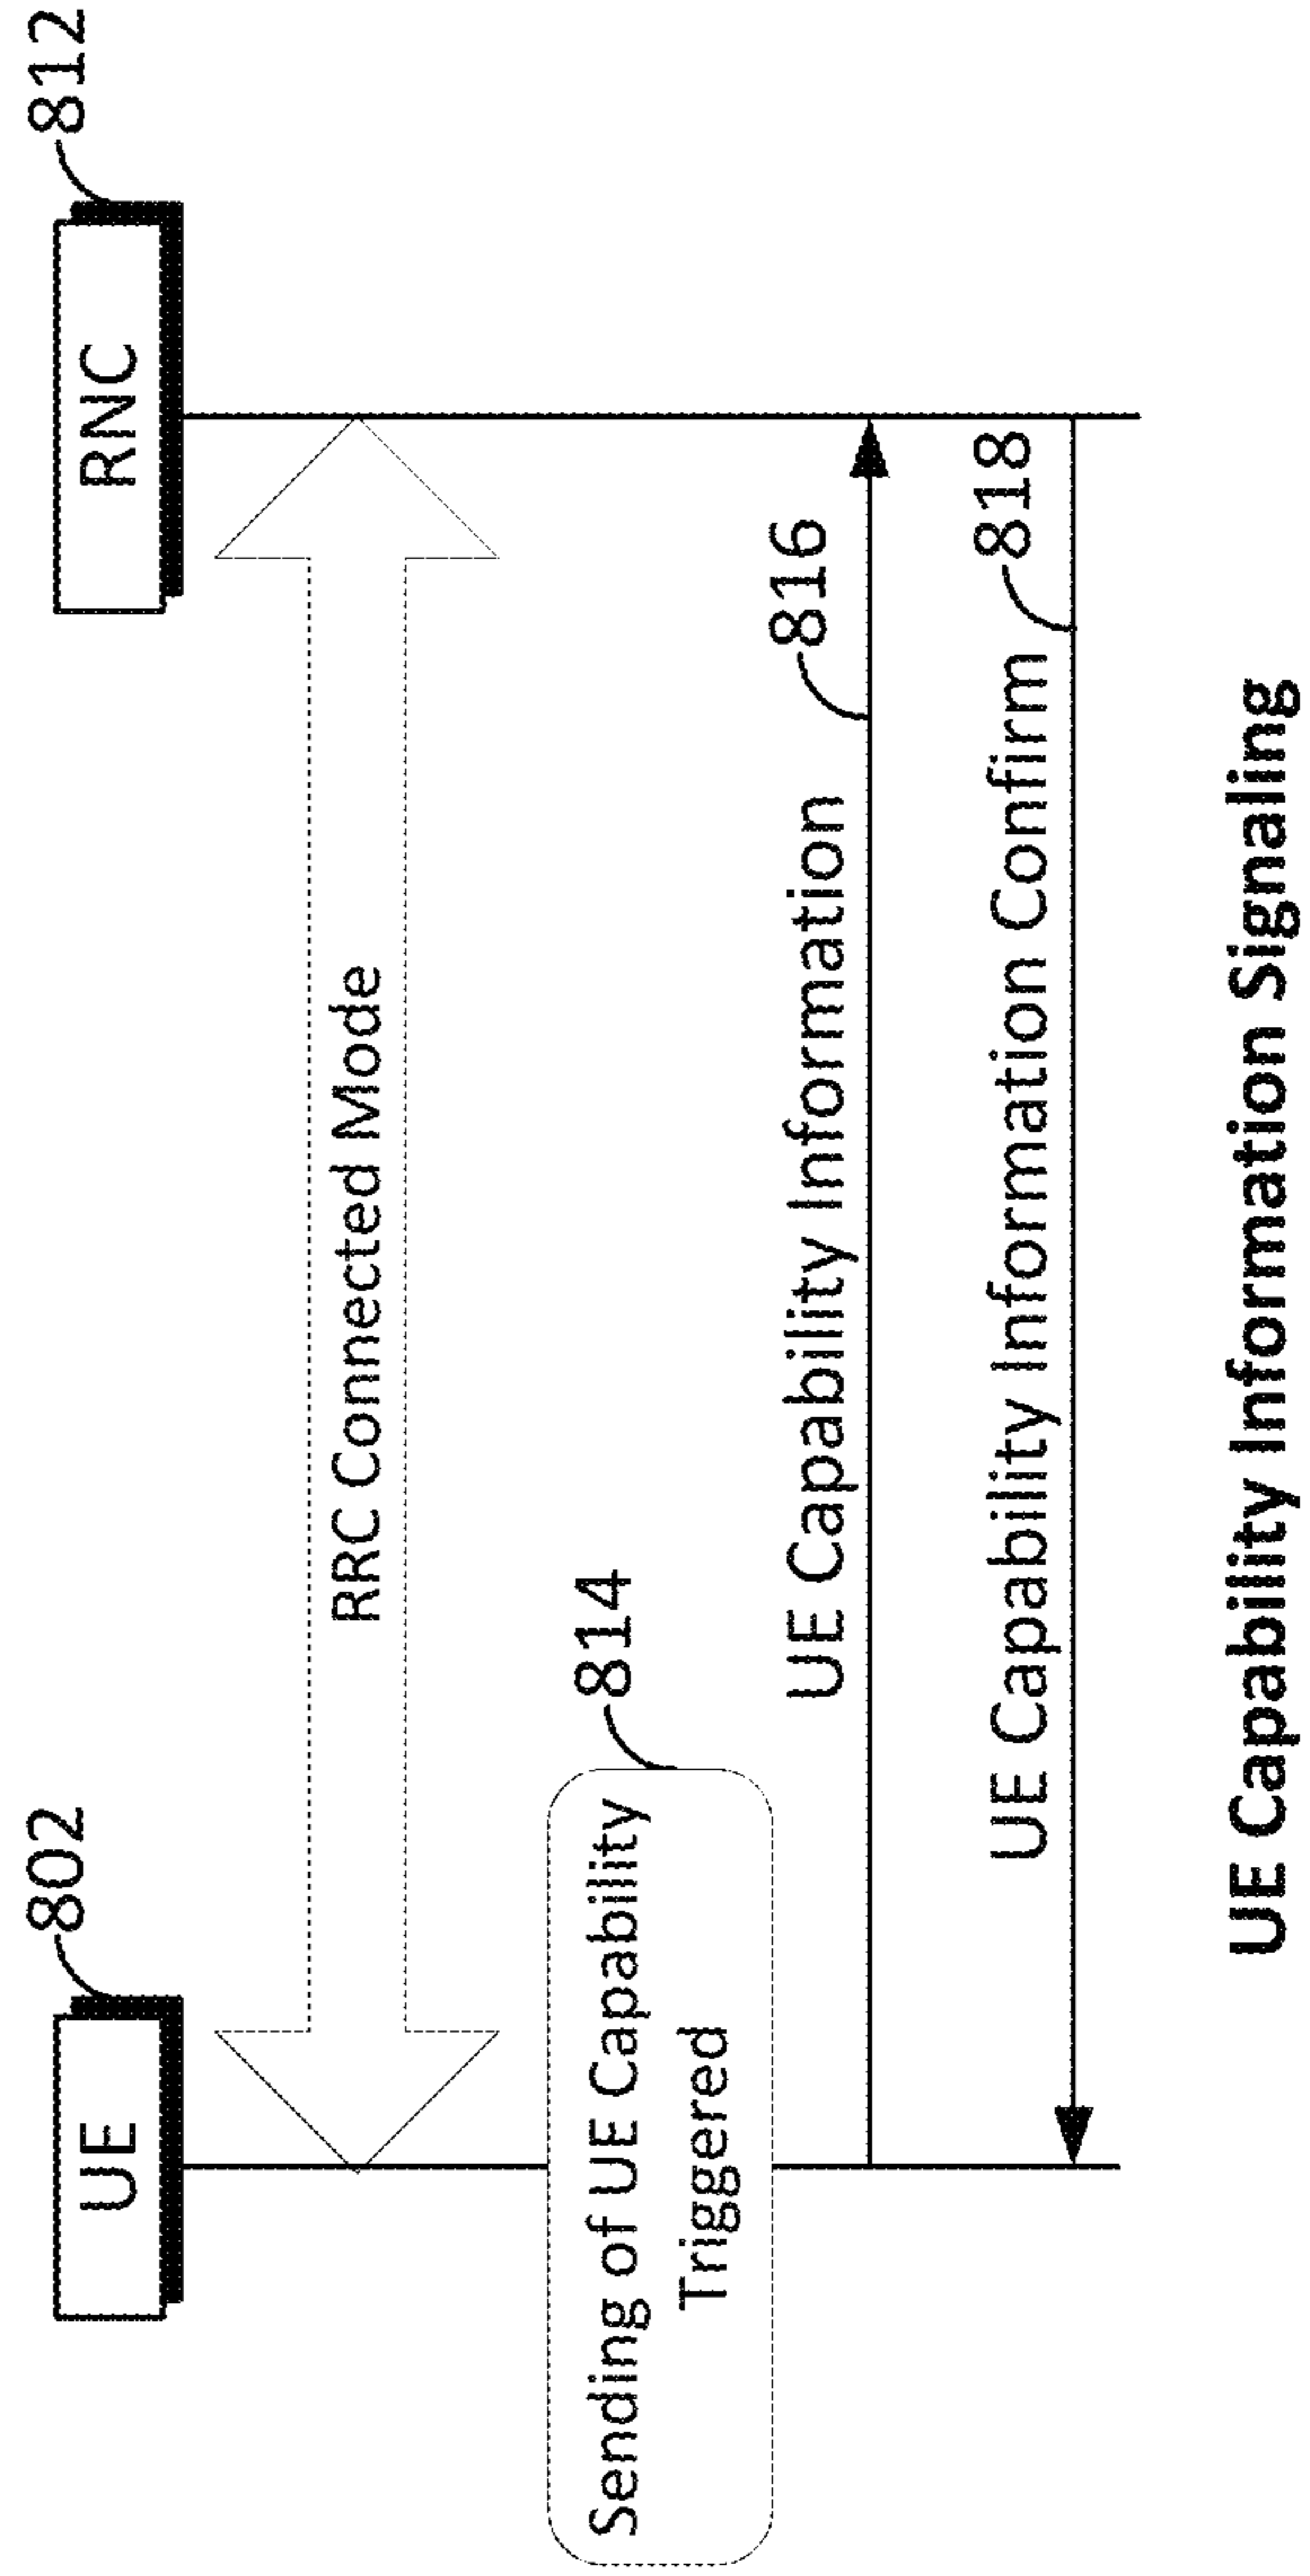 UE
802
RNC
812
RRC Connected Mode
Sending of UE Capability
Triggered
814
UE Capability Information
816
UE Capability Information Confirm
818
UE Capability Information Signaling